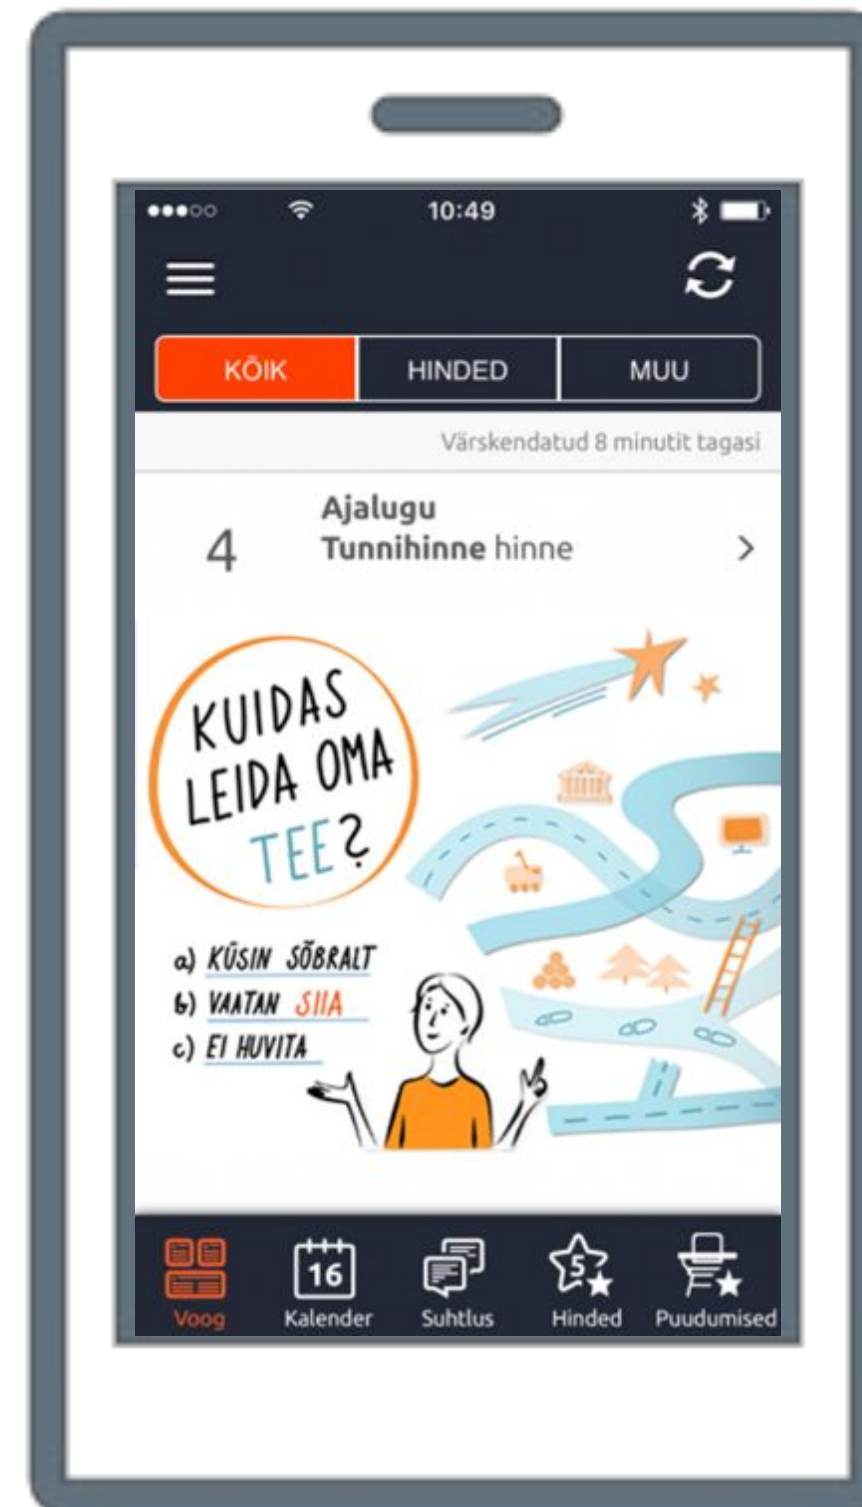 10:49
KÕIK HINDED MUU
Värskendatud 8 minutit tagasi
4
Ajalugu
Tunnihinne hinne
KUIDAS
LEIDA OMA
TEE?
a) KÜSIN SÕBRALT
b) VAATAN SIIA
c) EI HUVITA
16 5
Voog Kalender Suhtlus Hinded Puudumised